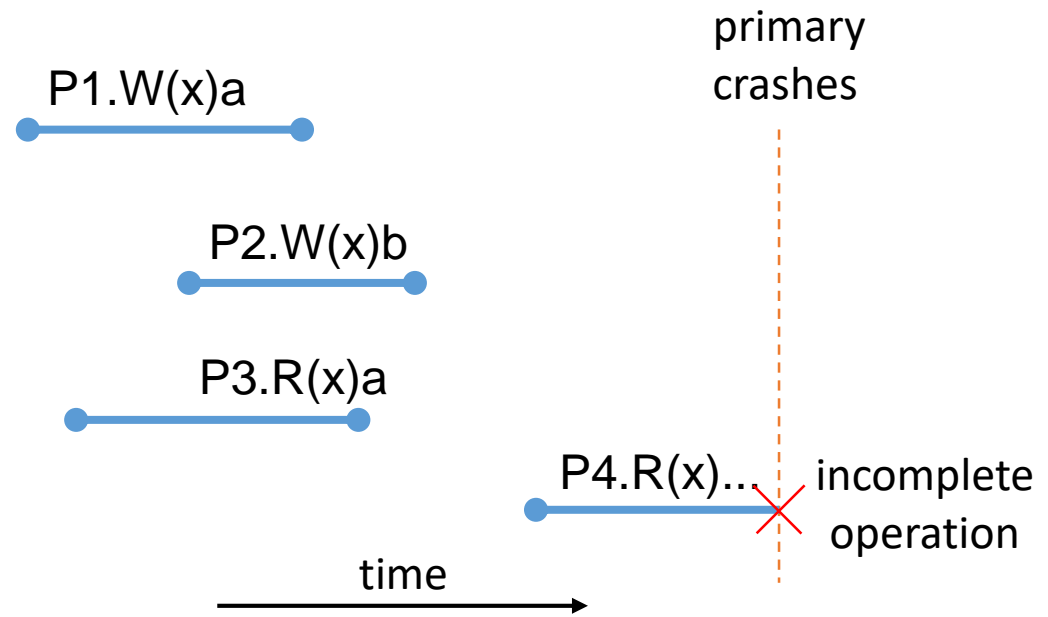 primary
crashes
P1.W(x)a
P2.W(x)b
P3.R(x)a
P4.R(x)...
incomplete
operation
time